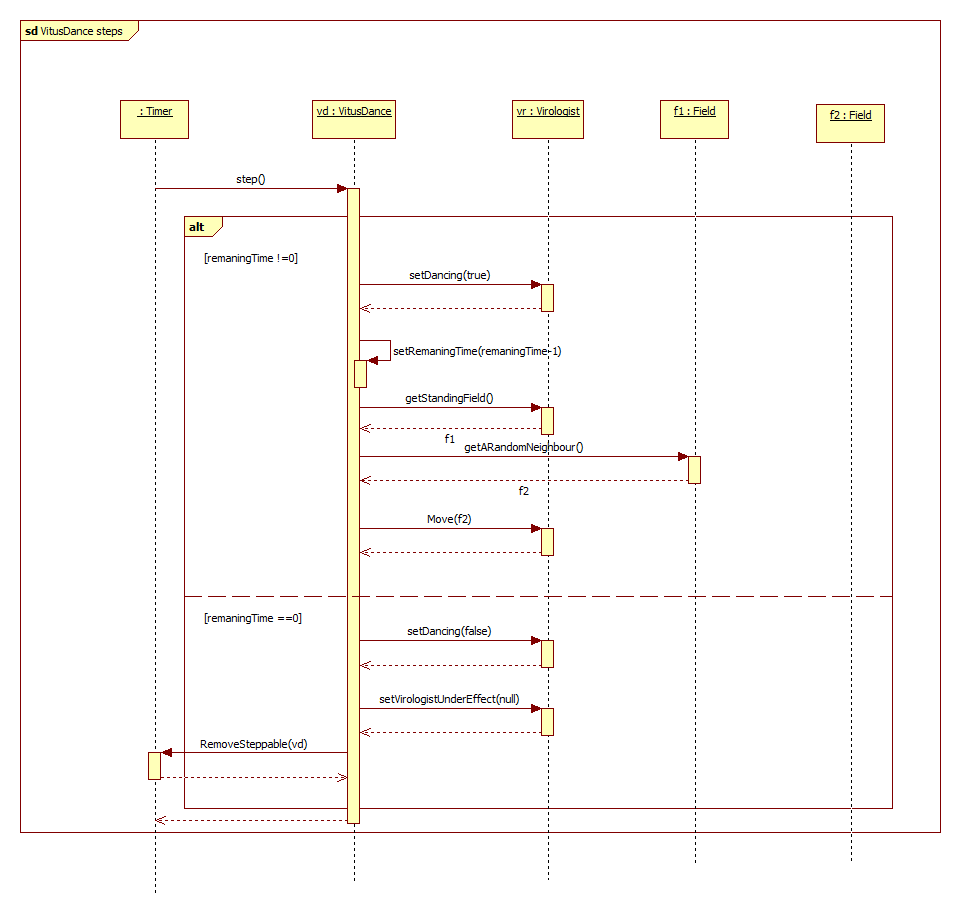 sd VitusDance steps
: Timer
vd : VitusDance
vr : Virologist
f1 : Field
f2 : Field
step()
alt
[remaningTime !=0]
setDancing(true)
setRemaningTime(remaningTime-1)
getStandingField()
f1
getARandomNeighbour()
f2
Move(f2)
[remaningTime ==0]
setDancing(false)
setVirologistUnderEffect(null)
RemoveSteppable(vd)